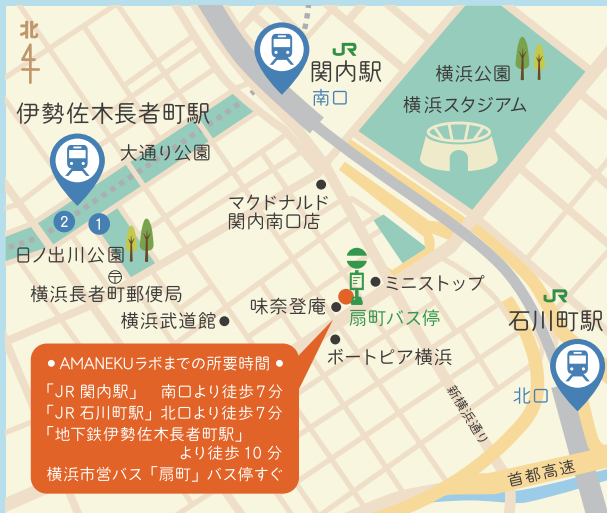 北
JR
関内駅
南口
横浜公園
横浜スタジアム
伊勢佐木長者町駅
大通り公園
マクドナルド
関内南口店
2
1
日ノ出川公園
〒
横浜長者町郵便局
ミニストップ
味奈登庵
扇町バス停
横浜武道館
ボートピア横浜
JR
石川町駅
北口
新横浜通り
首都高速
● AMANEKUラボまでの所要時間 ●
「JR 関内駅」 南口より徒歩7分
「JR 石川町駅」北口より徒歩7分
「地下鉄伊勢佐木長者町駅」
より徒歩 10 分
横浜市営バス「扇町」バス停すぐ